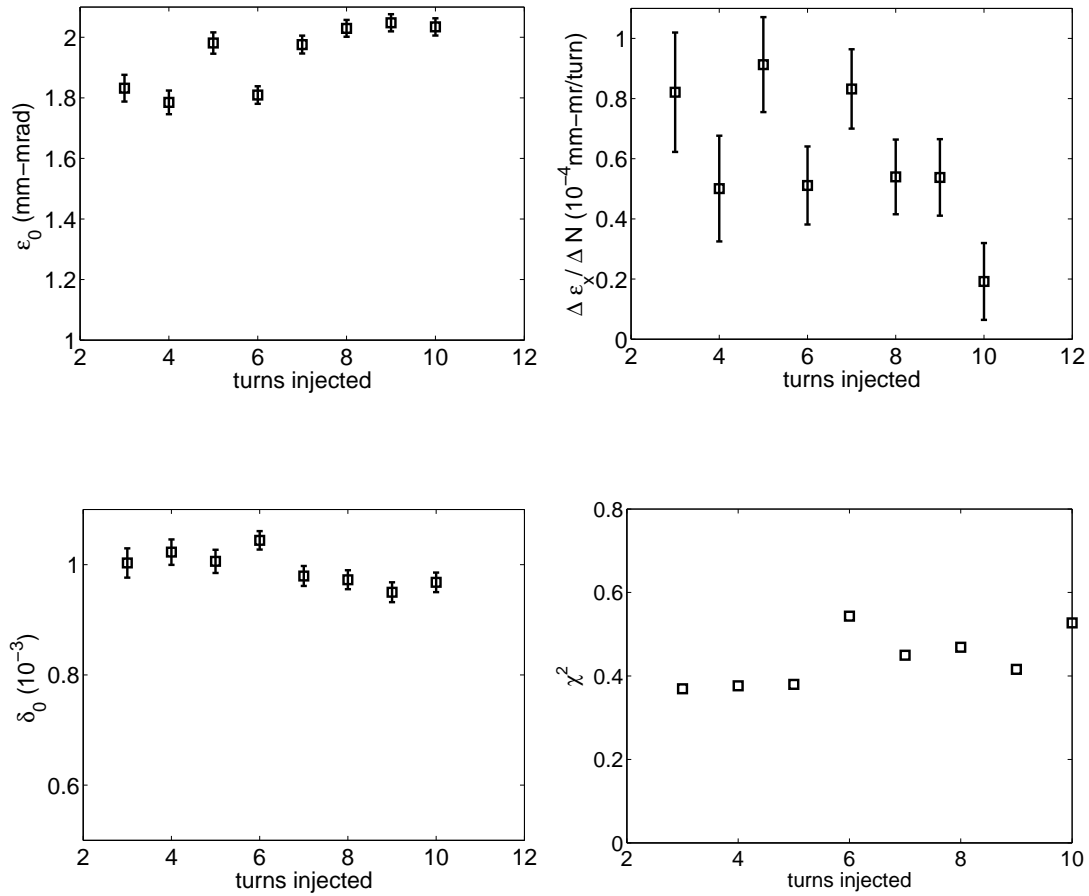 2
1.8
1.6
1.4
1.2
1
2 4 6 8 10 12
turns injected
ε₀ (mm−mrad)
1
0.8
0.6
0.4
0.2
0
2 4 6 8 10 12
turns injected
Δ εₓ/ Δ N (10⁻⁴mm−mr/turn)
1
0.8
0.6
2 4 6 8 10 12
turns injected
δ₀ (10⁻³)
0.8
0.6
0.4
0.2
0
2 4 6 8 10
turns injected
χ²